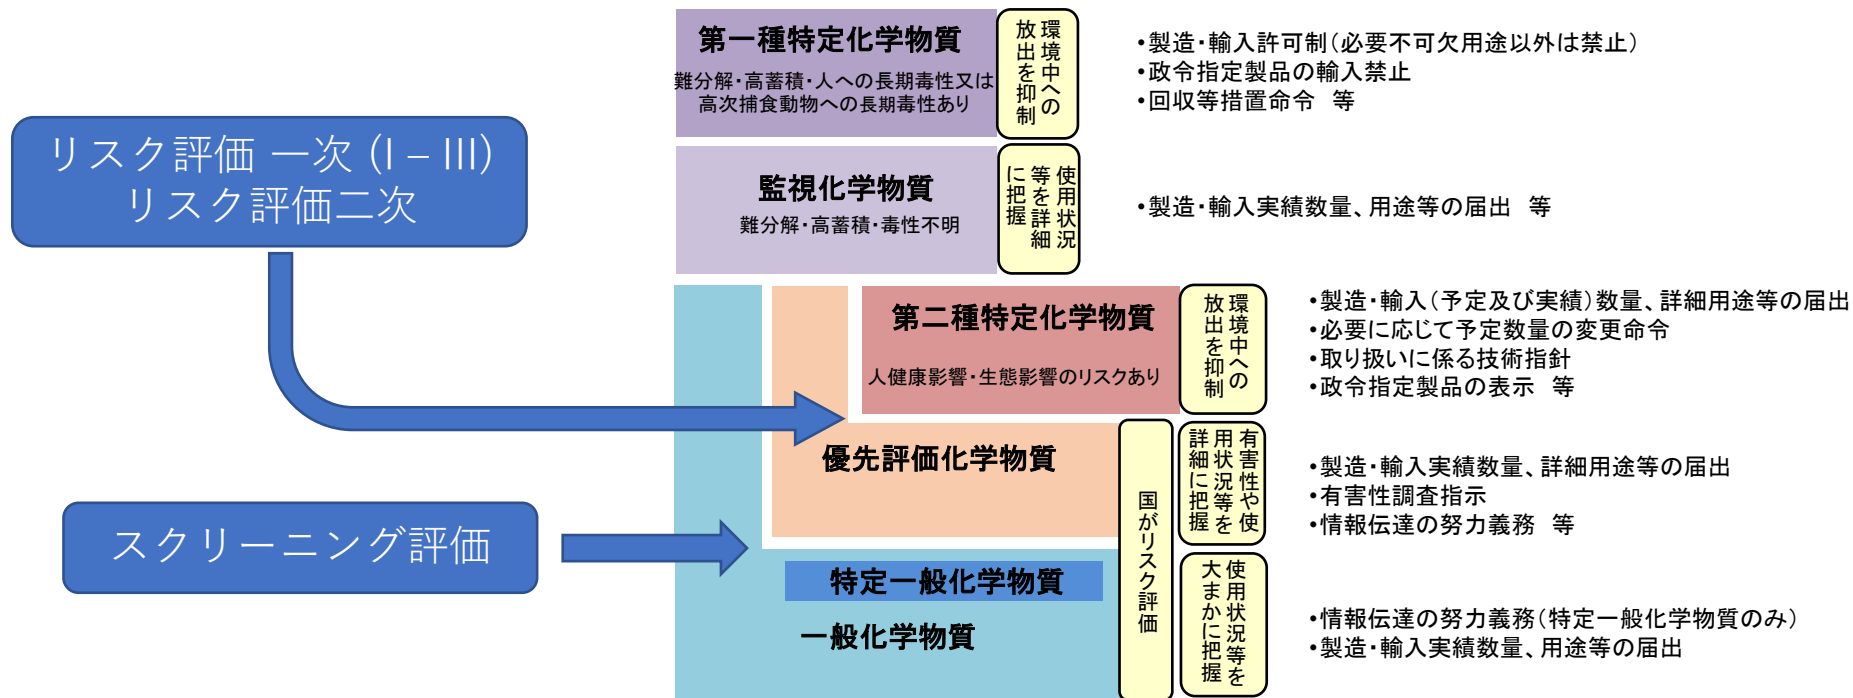 リスク評価 一次 (I – III)
リスク評価二次
スクリーニング評価
第一種特定化学物質
難分解・高蓄積・人への長期毒性又は
高次捕食動物への長期毒性あり
環境中への
放出を抑制
・製造・輸入許可制(必要不可欠用途以外は禁止)
・政令指定製品の輸入禁止
・回収等措置命令 等
監視化学物質
難分解・高蓄積・毒性不明
使用状況
等を詳細
に把握
・製造・輸入実績数量、用途等の届出 等
第二種特定化学物質
人健康影響・生態影響のリスクあり
環境中への
放出を抑制
・製造・輸入(予定及び実績)数量、詳細用途等の届出
・必要に応じて予定数量の変更命令
・取り扱いに係る技術指針
・政令指定製品の表示 等
優先評価化学物質
国がリスク評価
有害性や使
用状況等を
詳細に把握
・製造・輸入実績数量、詳細用途等の届出
・有害性調査指示
・情報伝達の努力義務 等
特定一般化学物質
一般化学物質
使用状況等を
大まかに把握
・情報伝達の努力義務(特定一般化学物質のみ)
・製造・輸入実績数量、用途等の届出